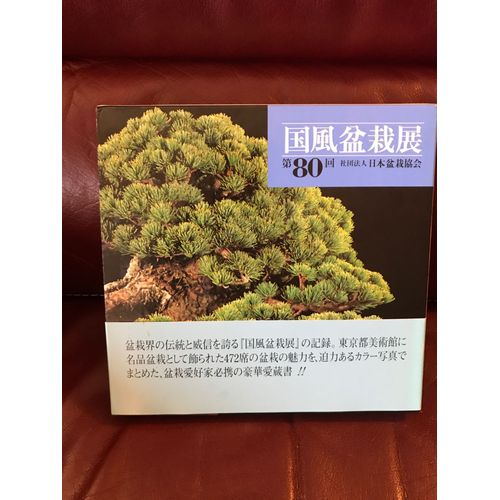 国風盆栽展
第80回 社団法人 日本盆栽協会
盆栽界の伝統と威信を誇る『国風盆栽展』の記録。東京都美術館に
名品盆栽として飾られた472席の盆栽の魅力を、迫力あるカラー写真で
まとめた、盆栽愛好家必携の豪華愛蔵書!!